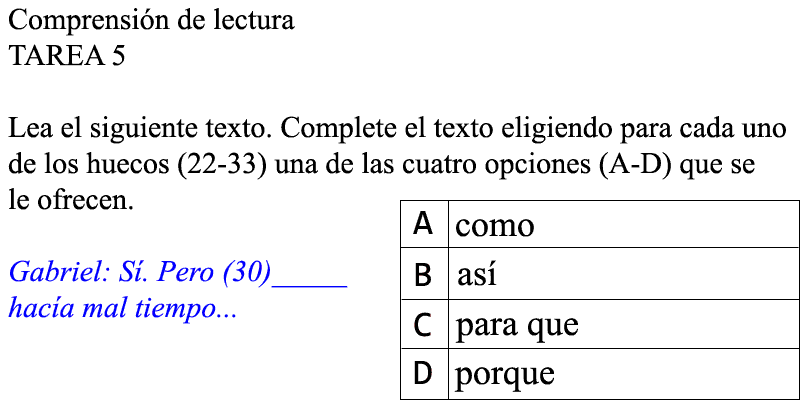 Comprensión de lectura
TAREA 5
Lea el siguiente texto. Complete el texto eligiendo para cada uno
de los huecos (22-33) una de las cuatro opciones (A-D) que se
le ofrecen.
Gabriel: Sí. Pero (30)_____
hacía mal tiempo...
A como
B así
C para que
D porque